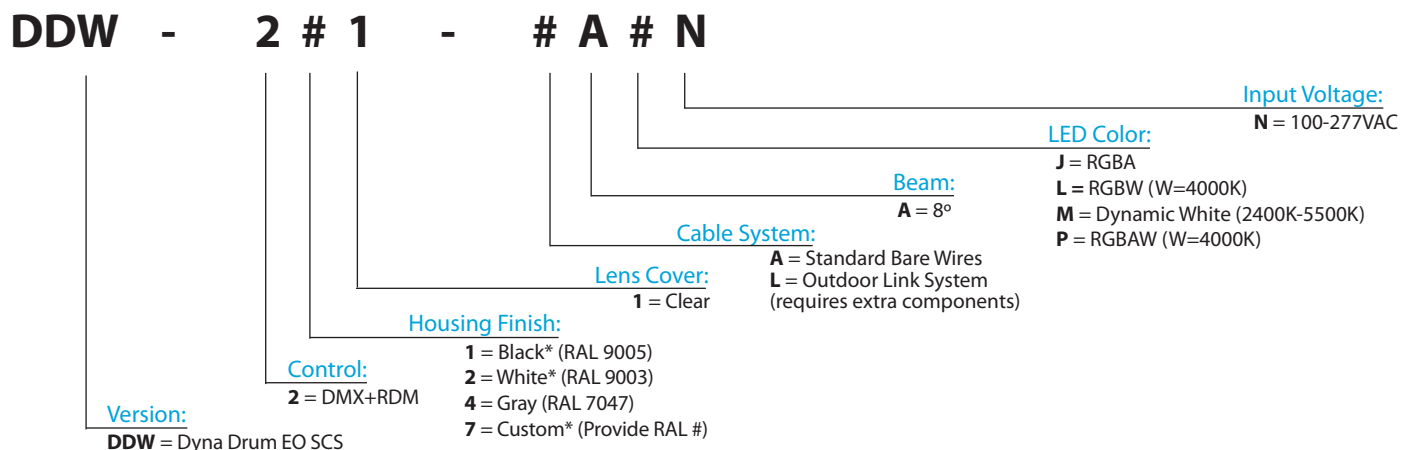 DDW - 2 # 1 - # A # N
Input Voltage:
N = 100-277VAC
LED Color:
J = RGBA
L = RGBW (W=4000K)
M = Dynamic White (2400K-5500K)
P = RGBAW (W=4000K)
Beam:
A = 8º
Cable System:
A = Standard Bare Wires
L = Outdoor Link System
(requires extra components)
Lens Cover:
1 = Clear
Housing Finish:
1 = Black* (RAL 9005)
2 = White* (RAL 9003)
4 = Gray (RAL 7047)
7 = Custom* (Provide RAL #)
Control:
2 = DMX+RDM
Version:
DDW = Dyna Drum EO SCS